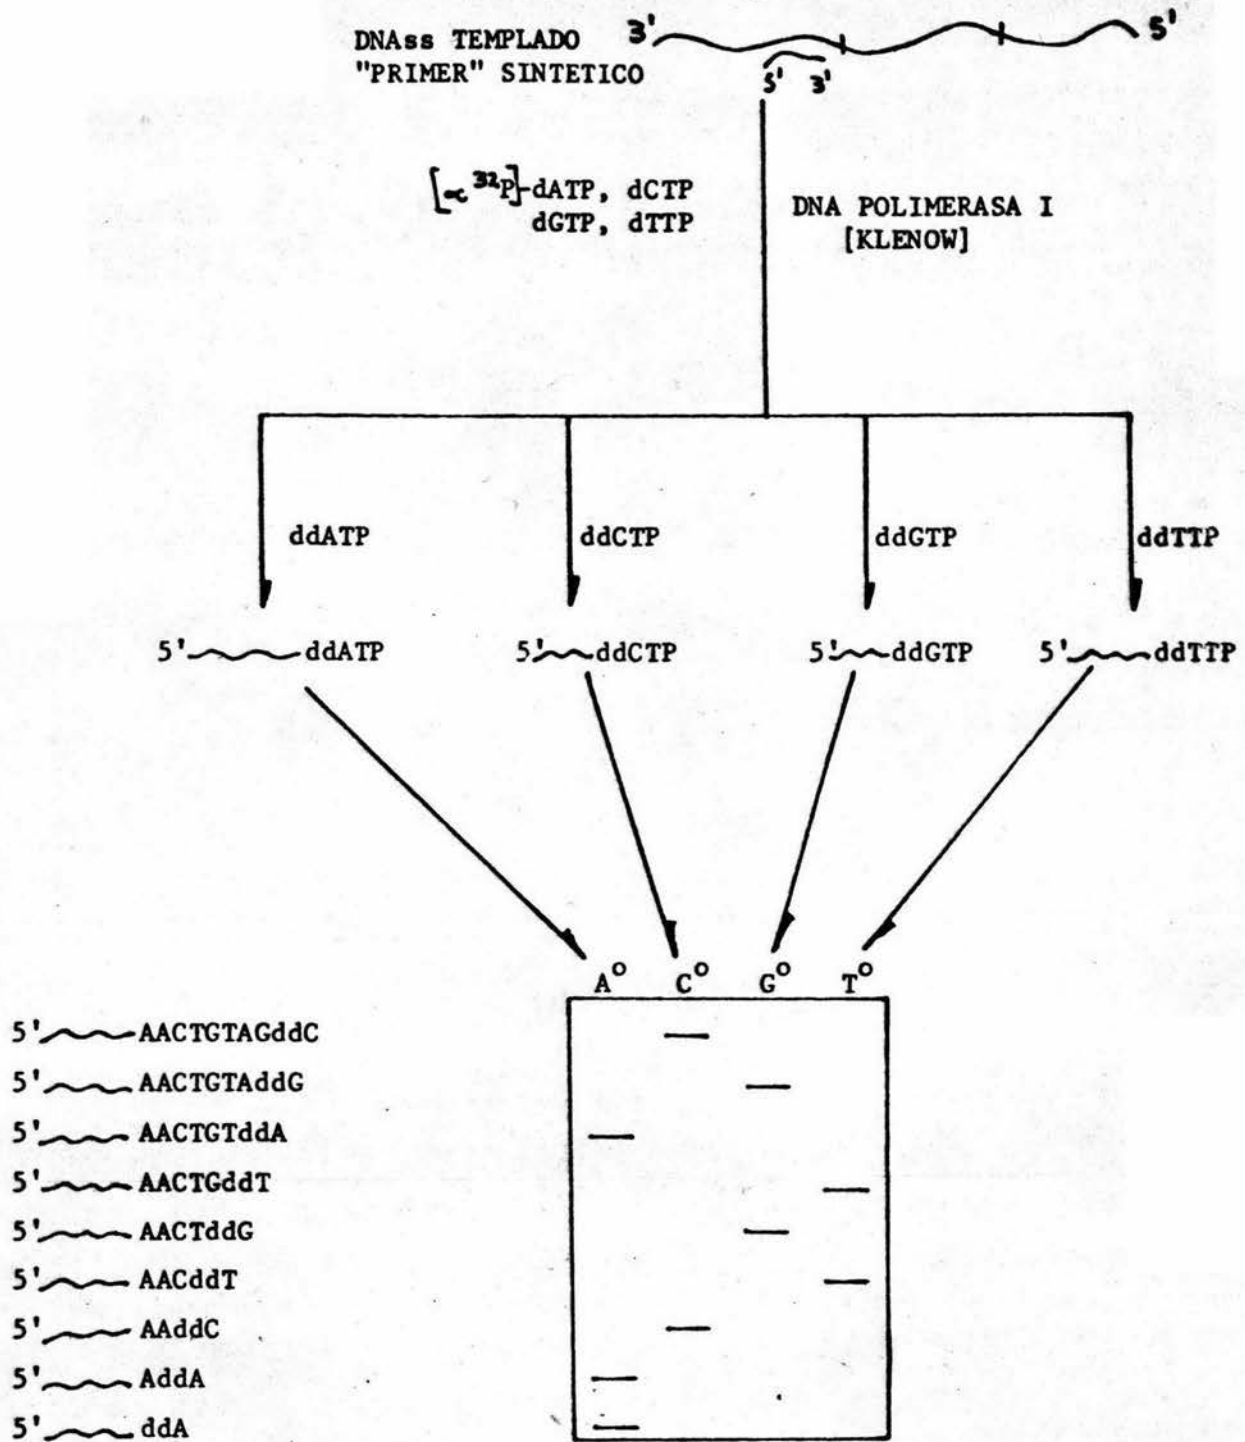 DNAss TEMPLADO 3' 5'
"PRIMER" SINTETICO 5' 3'
[α ³²P]-dATP, dCTP
dGTP, dTTP
DNA POLIMERASA I
[KLENOW]
ddATP ddCTP ddGTP ddTTP
5' ddATP 5' ddCTP 5' ddGTP 5' ddTTP
A° C° G° T°
5' AACTGTAGddC
5' AACTGTAddG
5' AACTGTddA
5' AACTGddT
5' AACTddG
5' AACddT
5' AAddC
5' AddA
5' ddA